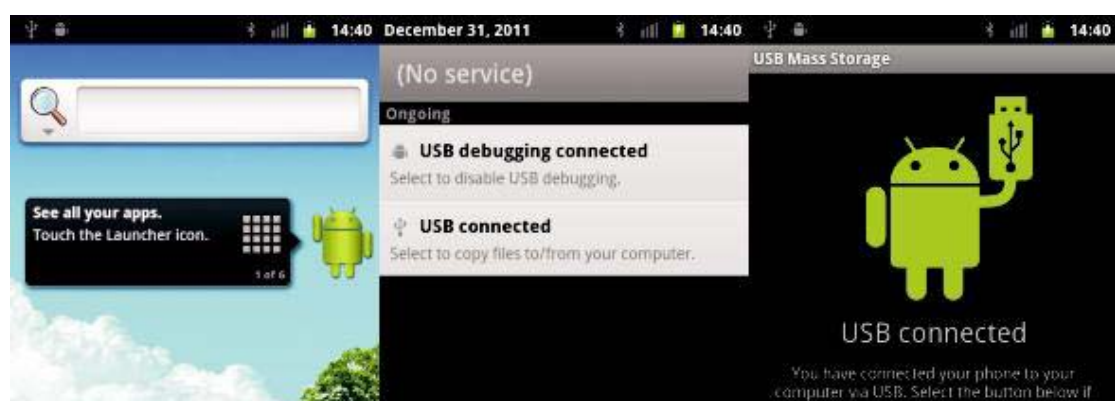 14:40
See all your apps.
Touch the Launcher icon.
1 of 6
December 31, 2011 14:40
(No service)
Ongoing
USB debugging connected
Select to disable USB debugging.
USB connected
Select to copy files to/from your computer.
14:40
USB Mass Storage
USB connected
You have connected your phone to your
computer via USB. Select the button below if